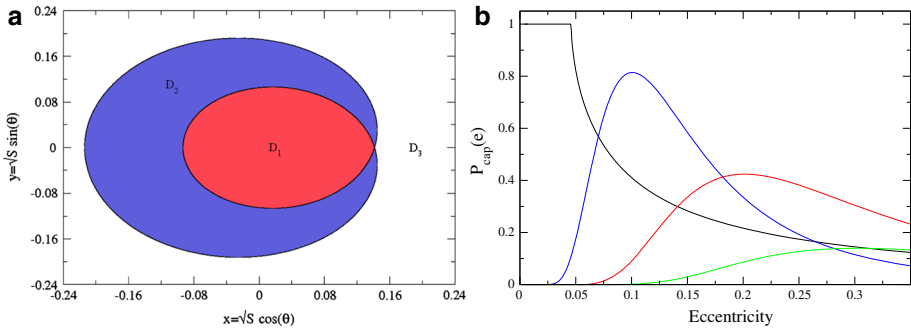 a
0.24
0.16
0.08
0
-0.08
-0.16
-0.24
y=√S sin(θ)
D₂
D₁
D₃
-0.24 -0.16 -0.08 0 0.08 0.16 0.24
x=√S cos(θ)
b
1
0.8
0.6
0.4
0.2
0
P_cap(e)
0 0.05 0.1 0.15 0.2 0.25 0.3
Eccentricity